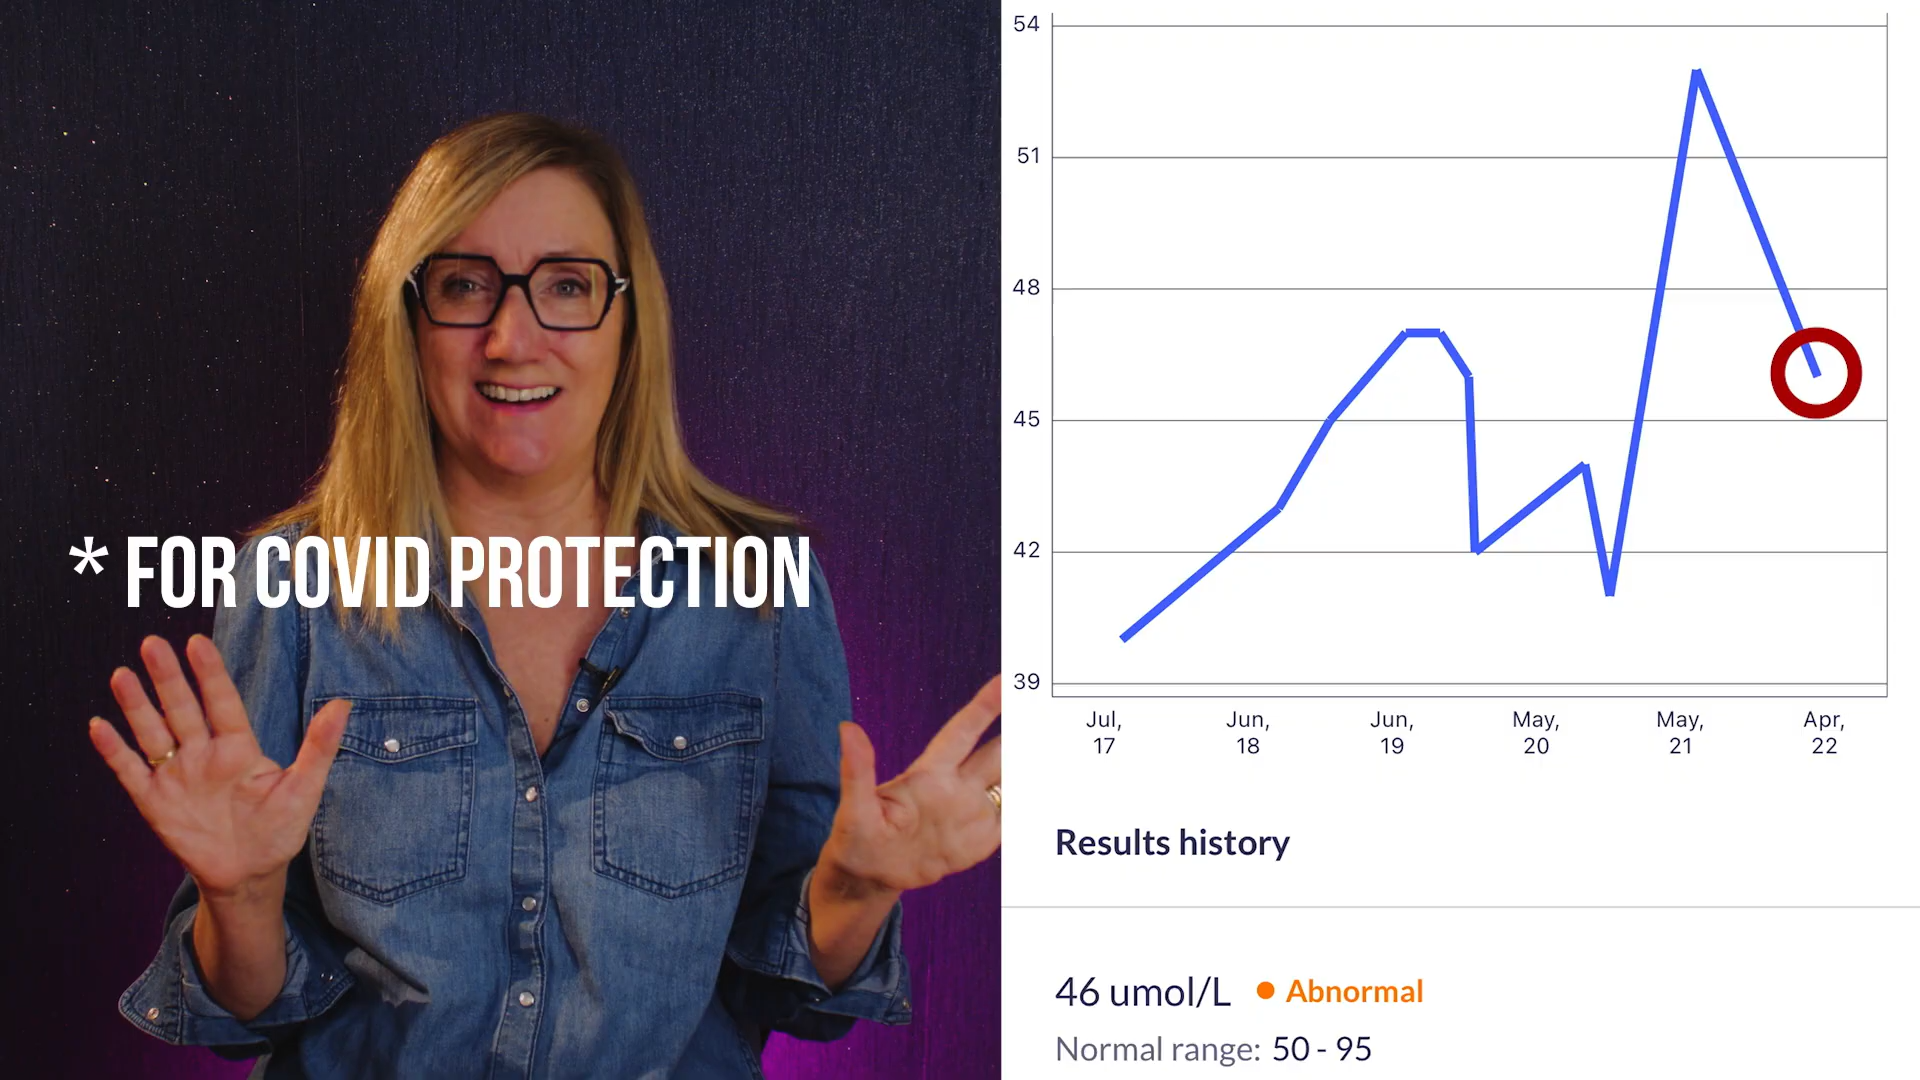 * FOR COVID PROTECTION
54
51
48
45
42
39
Jul,
17
Jun,
18
Jun,
19
May,
20
May,
21
Apr,
22
Results history
46 umol/L Abnormal
Normal range: 50 - 95